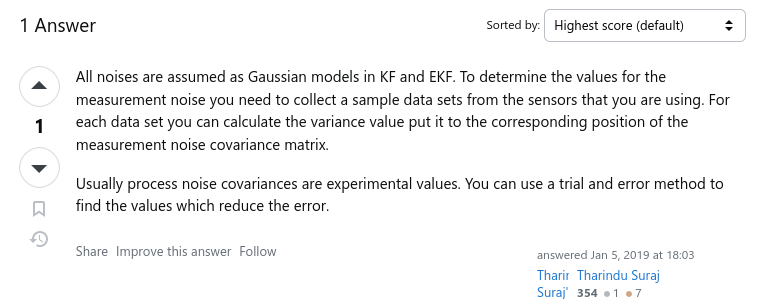 1 Answer
Sorted by: Highest score (default)
All noises are assumed as Gaussian models in KF and EKF. To determine the values for the
measurement noise you need to collect a sample data sets from the sensors that you are using. For
each data set you can calculate the variance value put it to the corresponding position of the
1
measurement noise covariance matrix.
Usually process noise covariances are experimental values. You can use a trial and error method to
find the values which reduce the error.
Share Improve this answer Follow
answered Jan 5, 2019 at 18:03
Tharir Tharindu Suraj
Suraj' 354 1 7